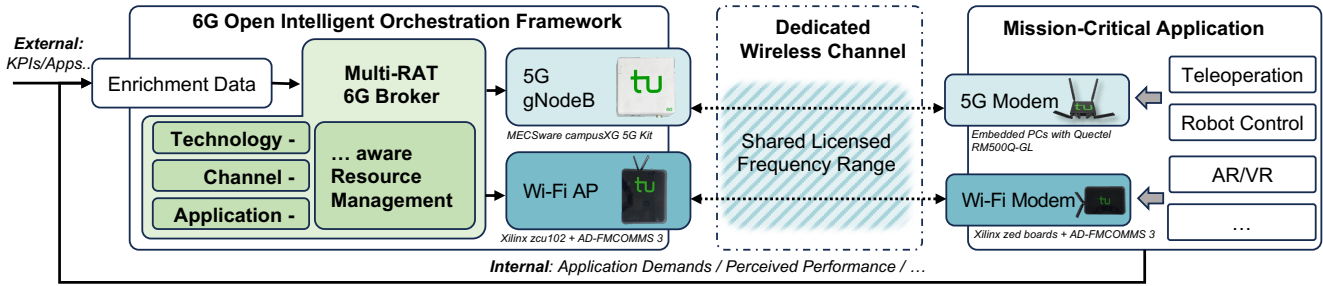 6G Open Intelligent Orchestration Framework
External:
KPIs/Apps..
Enrichment Data
Multi-RAT
6G Broker
Technology -
Channel -
Application -
... aware
Resource
Management
5G
gNodeB
tu
MECSware campusXG 5G Kit
Wi-Fi AP
tu
Xilinx zcu102 + AD-FMCOMMS 3
Dedicated
Wireless Channel
Shared Licensed
Frequency Range
Mission-Critical Application
5G Modem
tu
Embedded PCs with Quectel
RM500Q-GL
Wi-Fi Modem
tu
Xilinx zed boards + AD-FMCOMMS 3
Teleoperation
Robot Control
AR/VR
...
Internal: Application Demands / Perceived Performance / ...